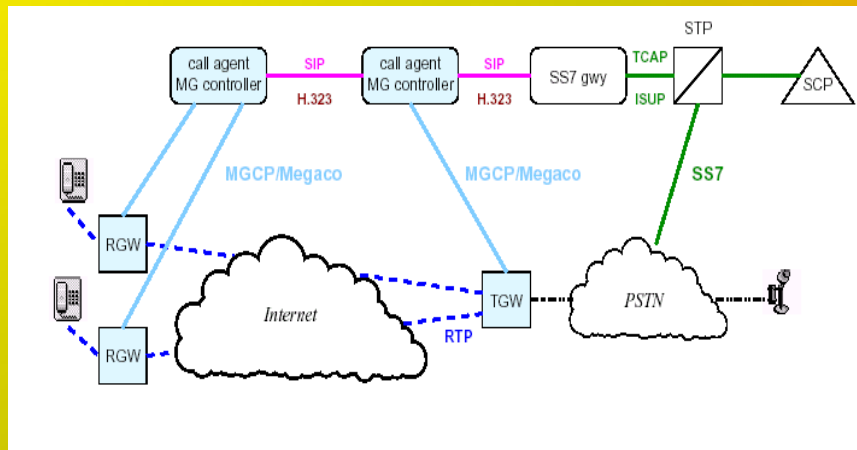 STP
call agent
MG controller
SIP
H.323
call agent
MG controller
SIP
H.323
SS7 gwy
TCAP
ISUP
SCP
MGCP/Megaco
MGCP/Megaco
SS7
RGW
RGW
Internet
RTP
TGW
PSTN